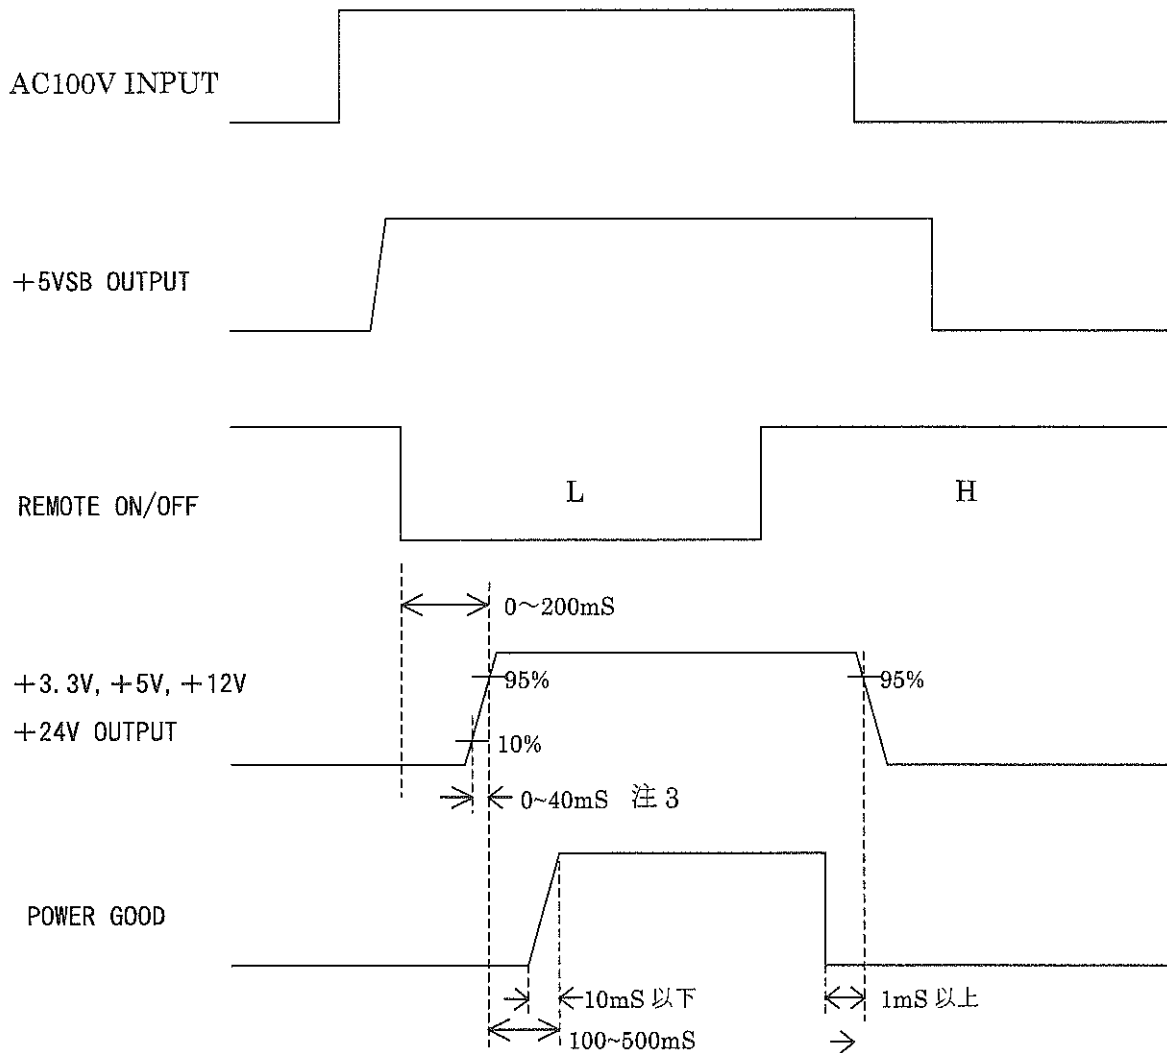 AC100V INPUT
+5VSB OUTPUT
REMOTE ON/OFF
L
H
0～200mS
+3.3V, +5V, +12V
+24V OUTPUT
95%
95%
10%
0~40mS 注3
POWER GOOD
10mS 以下
1mS 以上
100~500mS